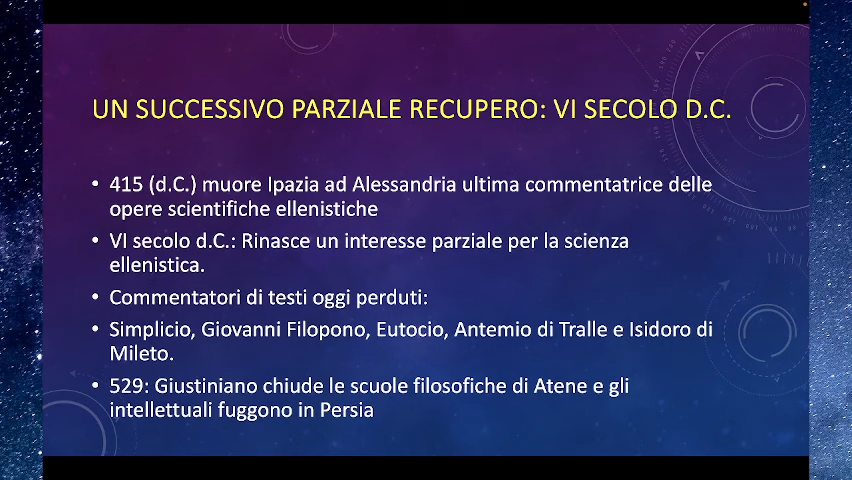 UN SUCCESSIVO PARZIALE RECUPERO: VI SECOLO D.C.
• 415 (d.C.) muore Ipazia ad Alessandria ultima commentatrice delle
opere scientifiche ellenistiche
• VI secolo d.C.: Rinasce un interesse parziale per la scienza
ellenistica.
• Commentatori di testi oggi perduti:
• Simplicio, Giovanni Filopono, Eutocio, Antemio di Tralle e Isidoro di
Mileto.
• 529: Giustiniano chiude le scuole filosofiche di Atene e gli
intellettuali fuggono in Persia